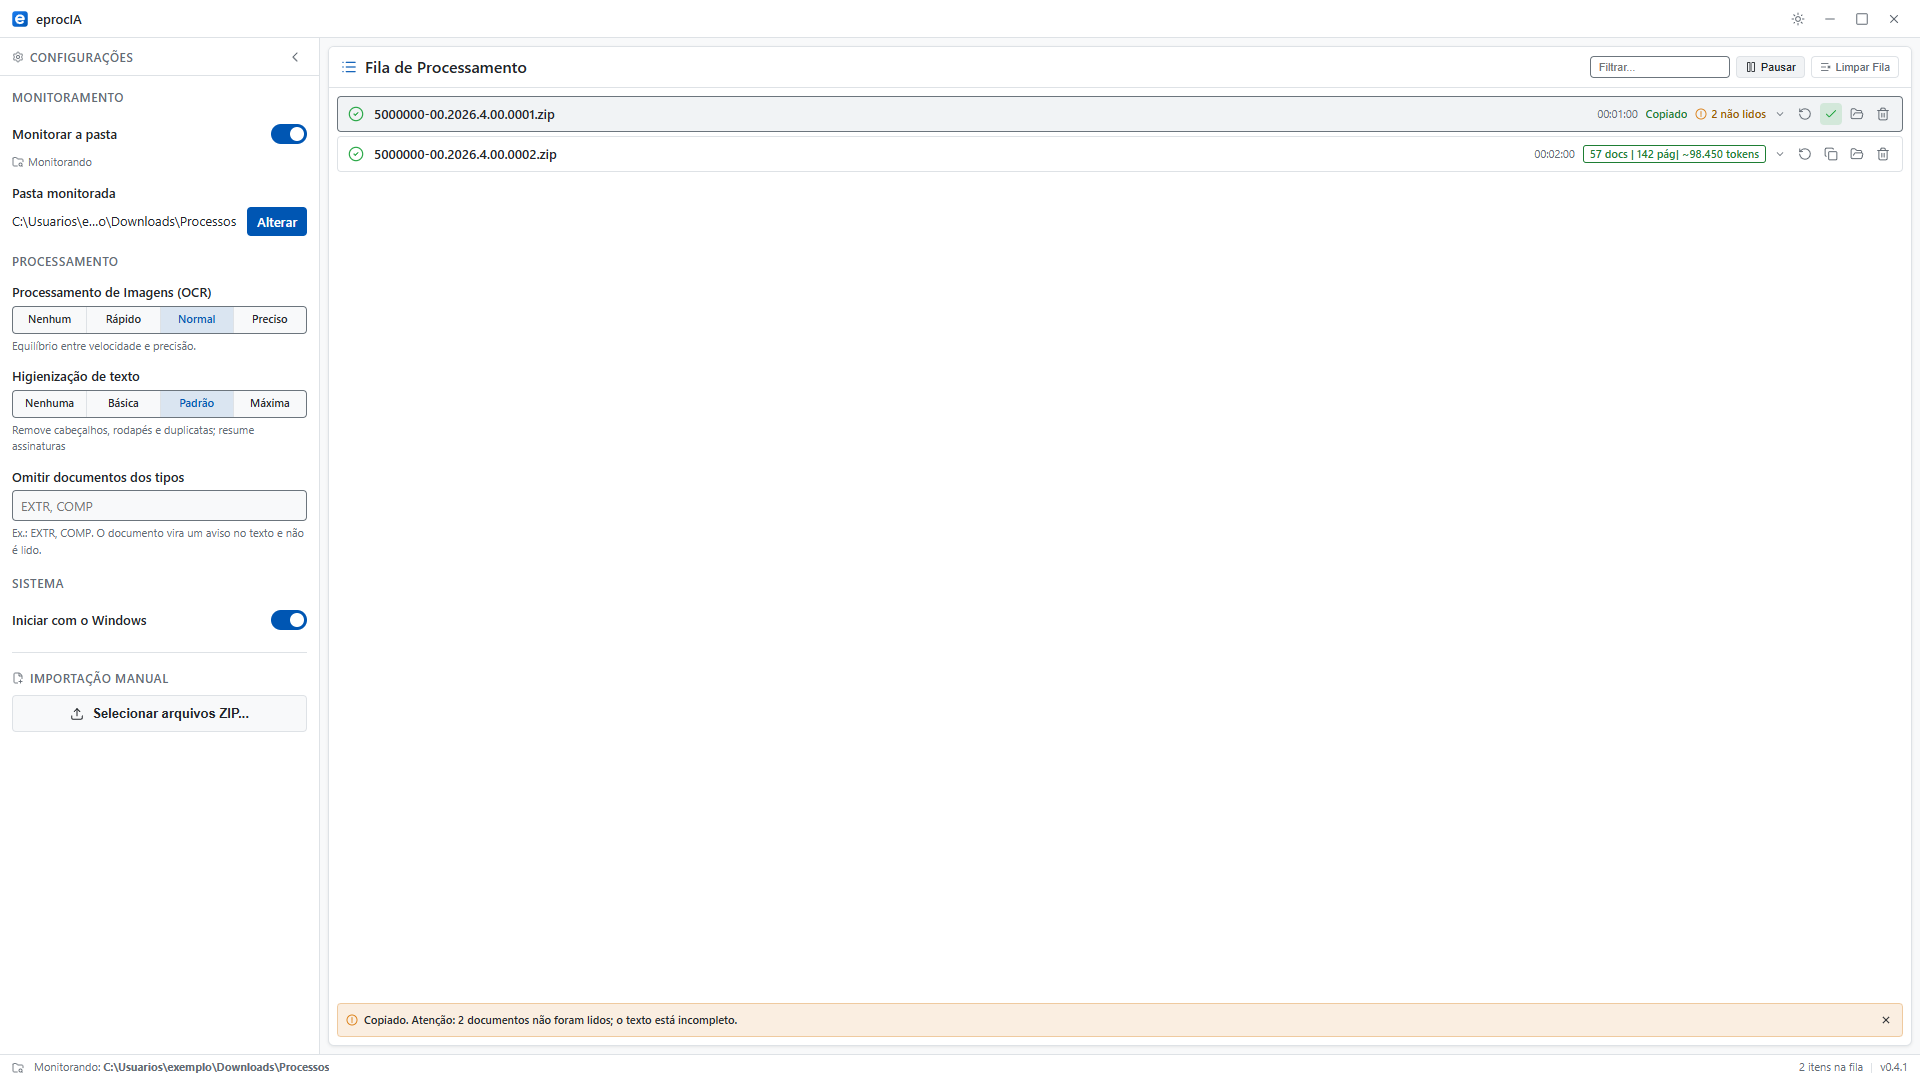 eprocIA
CONFIGURAÇÕES
MONITORAMENTO
Monitorar a pasta
Monitorando
Pasta monitorada
C:\Usuarios\e...o\Downloads\Processos
Alterar
PROCESSAMENTO
Processamento de Imagens (OCR)
Nenhum Rápido Normal Preciso
Equilíbrio entre velocidade e precisão.
Higienização de texto
Nenhuma Básica Padrão Máxima
Remove cabeçalhos, rodapés e duplicatas; resume
assinaturas
Omitir documentos dos tipos
EXTR, COMP
Ex.: EXTR, COMP. O documento vira um aviso no texto e não
é lido.
SISTEMA
Iniciar com o Windows
IMPORTAÇÃO MANUAL
Selecionar arquivos ZIP...
Fila de Processamento
Filtrar... Pausar Limpar Fila
5000000-00.2026.4.00.0001.zip 00:01:00 Copiado 2 não lidos
5000000-00.2026.4.00.0002.zip 00:02:00 57 docs | 142 pág| ~98.450 tokens
Copiado. Atenção: 2 documentos não foram lidos; o texto está incompleto.
Monitorando: C:\Usuarios\exemplo\Downloads\Processos
2 itens na fila v0.4.1